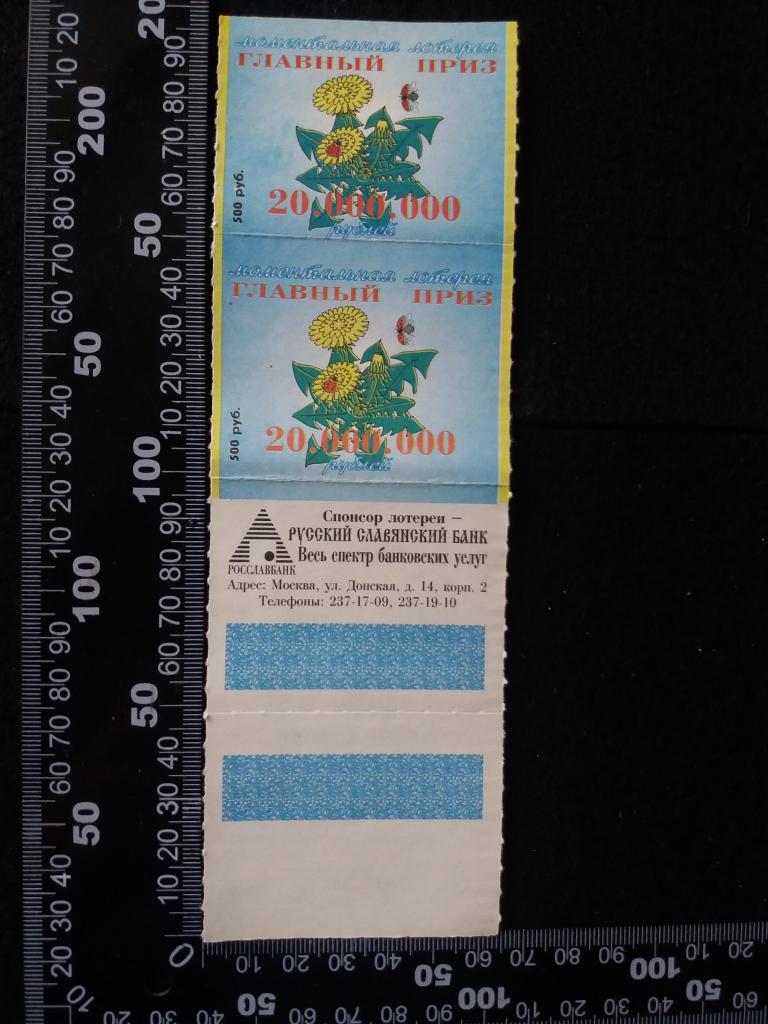 моментальная лотерея
ГЛАВНЫЙ ПРИЗ
500 руб.
20.000.000
рублей
моментальная лотерея
ГЛАВНЫЙ ПРИЗ
500 руб.
20.000.000
рублей
Спонсор лотереи –
РУССКИЙ СЛАВЯНСКИЙ БАНК
Весь спектр банковских услуг
РОССЛАВБАНК
Адрес: Москва, ул. Донская, д. 14, корп. 2
Телефоны: 237-17-09, 237-19-10